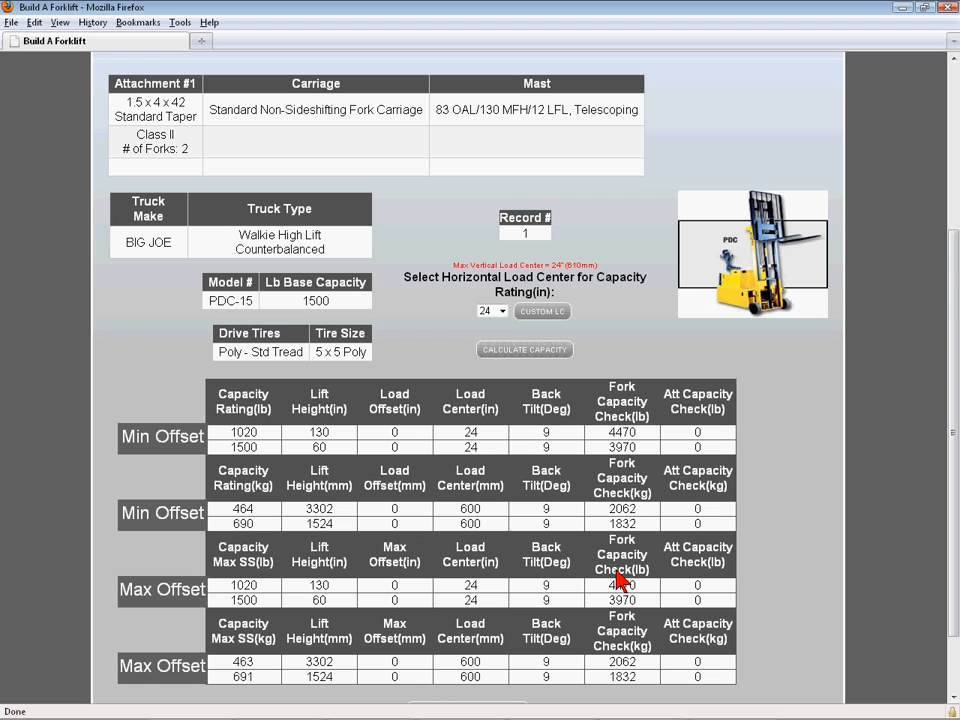 Build A Forklift - Mozilla Firefox
File Edit View History Bookmarks Tools Help
Build A Forklift
Attachment #1 Carriage Mast
1.5 x 4 x 42
Standard Taper
Standard Non-Sideshifting Fork Carriage 83 OAL/130 MFH/12 LFL, Telescoping
Class II
# of Forks: 2
Truck
Make
Truck Type
BIG JOE
Walkie High Lift
Counterbalanced
Record #
1
PDC
Model # Lb Base Capacity
PDC-15 1500
Max Vertical Load Center = 24"(610mm)
Select Horizontal Load Center for Capacity
Rating(in):
24 CUSTOM LC
Drive Tires Tire Size
Poly - Std Tread 5 x 5 Poly
CALCULATE CAPACITY
Capacity
Rating(lb)
Lift
Height(in)
Load
Offset(in)
Load
Center(in)
Back
Tilt(Deg)
Fork
Capacity
Check(lb)
Att Capacity
Check(lb)
Min Offset
1020 130 0 24 9 4470 0
1500 60 0 24 9 3970 0
Capacity
Rating(kg)
Lift
Height(mm)
Load
Offset(mm)
Load
Center(mm)
Back
Tilt(Deg)
Fork
Capacity
Check(kg)
Att Capacity
Check(kg)
Min Offset
464 3302 0 600 9 2062 0
690 1524 0 600 9 1832 0
Capacity
Max SS(lb)
Lift
Height(in)
Max
Offset(in)
Load
Center(in)
Back
Tilt(Deg)
Fork
Capacity
Check(lb)
Att Capacity
Check(lb)
Max Offset
1020 130 0 24 9 0
1500 60 0 24 9 3970 0
Capacity
Max SS(kg)
Lift
Height(mm)
Max
Offset(mm)
Load
Center(mm)
Back
Tilt(Deg)
Fork
Capacity
Check(kg)
Att Capacity
Check(kg)
Max Offset
463 3302 0 600 9 2062 0
691 1524 0 600 9 1832 0
Done